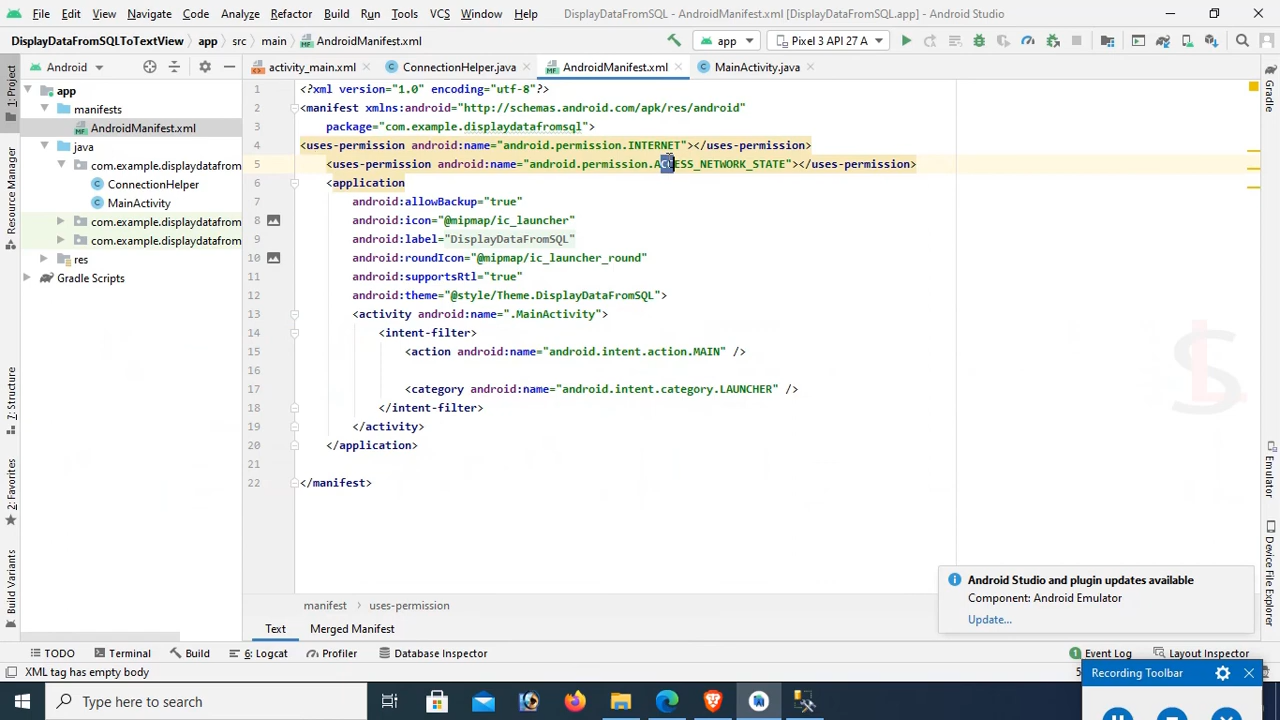 File Edit View Navigate Code Analyze Refactor Build Run Tools VCS Window Help DisplayDataFromSQL - AndroidManifest.xml [DisplayDataFromSQL.app] - Android Studio
DisplayDataFromSQLToTextView app src main AndroidManifest.xml app Pixel 3 API 27 A
Android activity_main.xml ConnectionHelper.java AndroidManifest.xml MainActivity.java
1: Project
Resource Manager
7: Structure
2: Favorites
Build Variants
app
manifests
AndroidManifest.xml
java
com.example.displaydatafrom
ConnectionHelper
MainActivity
com.example.displaydatafrom
com.example.displaydatafrom
res
Gradle Scripts
1 <?xml version="1.0" encoding="utf-8"?>
2 <manifest xmlns:android="http://schemas.android.com/apk/res/android"
3 package="com.example.displaydatafromsql">
4 <uses-permission android:name="android.permission.INTERNET"></uses-permission>
5 <uses-permission android:name="android.permission.ACCESS_NETWORK_STATE"></uses-permission>
6 <application
7 android:allowBackup="true"
8 android:icon="@mipmap/ic_launcher"
9 android:label="DisplayDataFromSQL"
10 android:roundIcon="@mipmap/ic_launcher_round"
11 android:supportsRtl="true"
12 android:theme="@style/Theme.DisplayDataFromSQL">
13 <activity android:name=".MainActivity">
14 <intent-filter>
15 <action android:name="android.intent.action.MAIN" />
16
17 <category android:name="android.intent.category.LAUNCHER" />
18 </intent-filter>
19 </activity>
20 </application>
21
22 </manifest>
Gradle
Emulator
Device File Explorer
Android Studio and plugin updates available
Component: Android Emulator
Update...
manifest uses-permission
Text Merged Manifest
TODO Terminal Build 6: Logcat Profiler Database Inspector 1 Event Log Layout Inspector
XML tag has empty body
Recording Toolbar
Type here to search